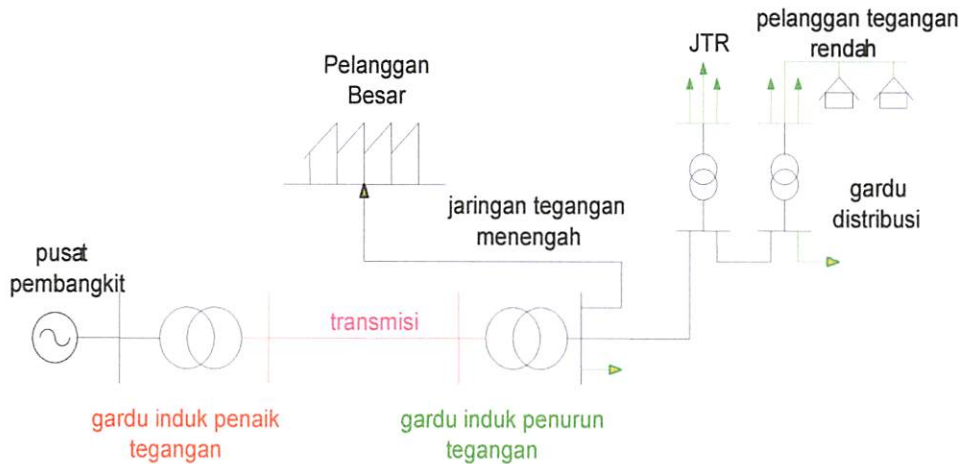 pelanggan tegangan
rendah
JTR
Pelanggan
Besar
gardu
distribusi
jaringan tegangan
menengah
pusat
pembangkit
transmisi
gardu induk penaik
tegangan
gardu induk penurun
tegangan